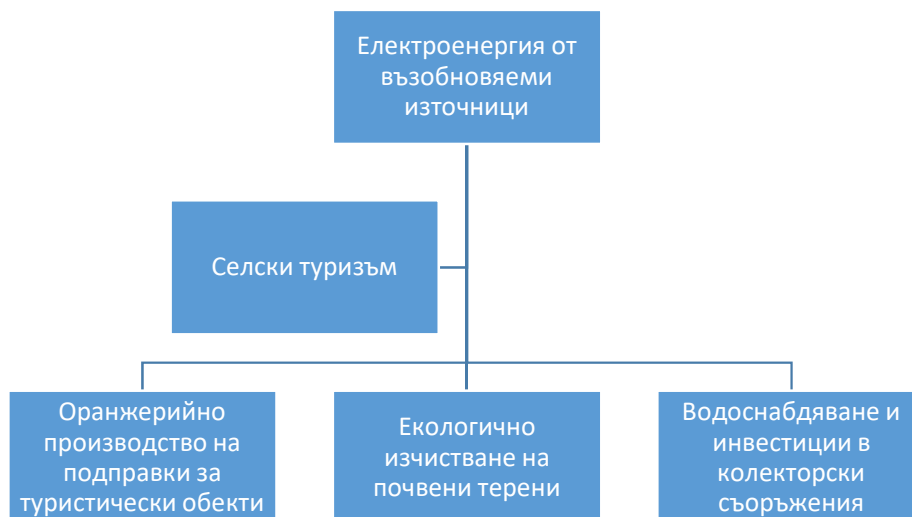 Електроенергия от
възобновяеми
източници
Селски туризъм
Оранжерийно
производство на
подправки за
туристически обекти
Екологично
изчистване на
почвени терени
Водоснабдяване и
инвестиции в
колекторски
съоръжения